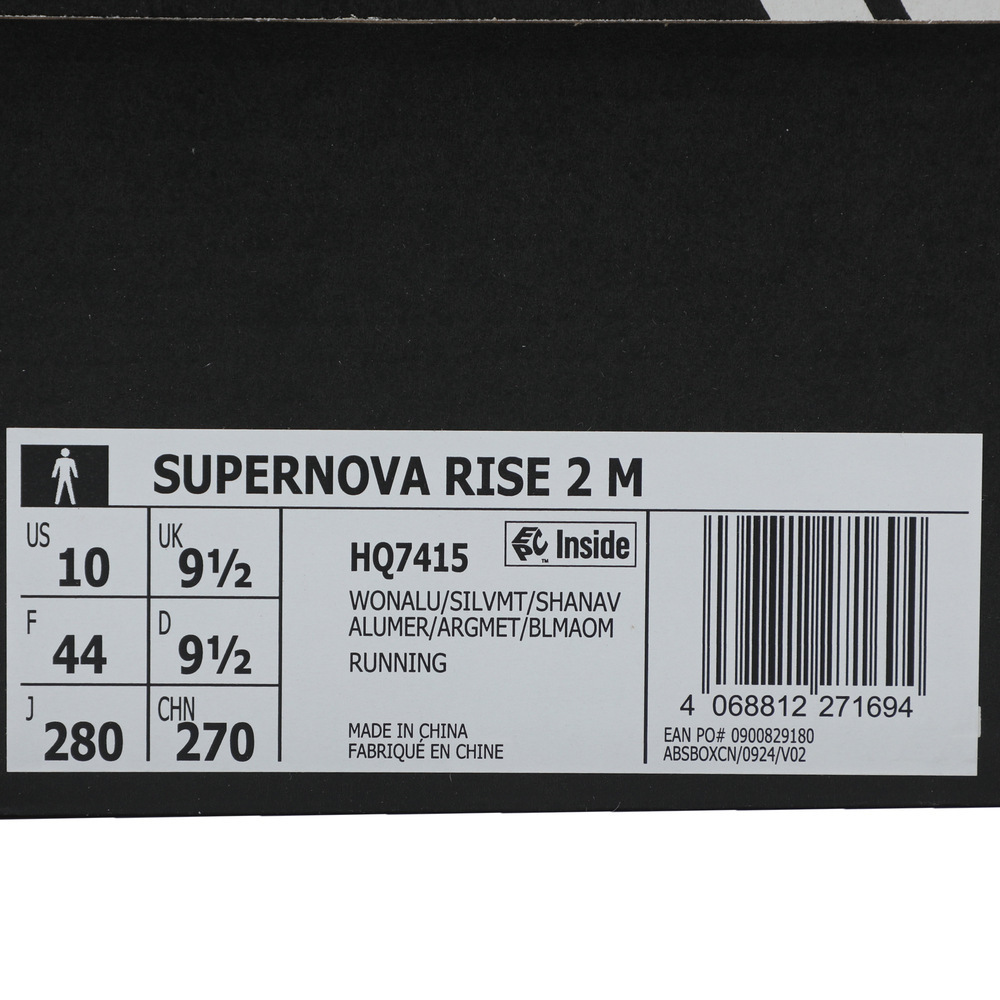 SUPERNOVA RISE 2 M
US 10
UK 9½
F 44
D 9½
J 280
CHN 270
HQ7415
EPC Inside
™
WONALU/SILVMT/SHANAV
ALUMER/ARGMET/BLMAOM
RUNNING
MADE IN CHINA
FABRIQUÉ EN CHINE
4 068812 271694
EAN PO# 0900829180
ABSBOXCN/0924/V02